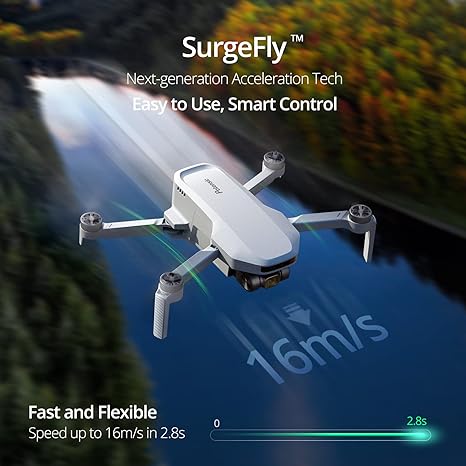 SurgeFly™
Next-generation Acceleration Tech
Easy to Use, Smart Control
Potensic
16m/s
Fast and Flexible
Speed up to 16m/s in 2.8s
0
2.8s